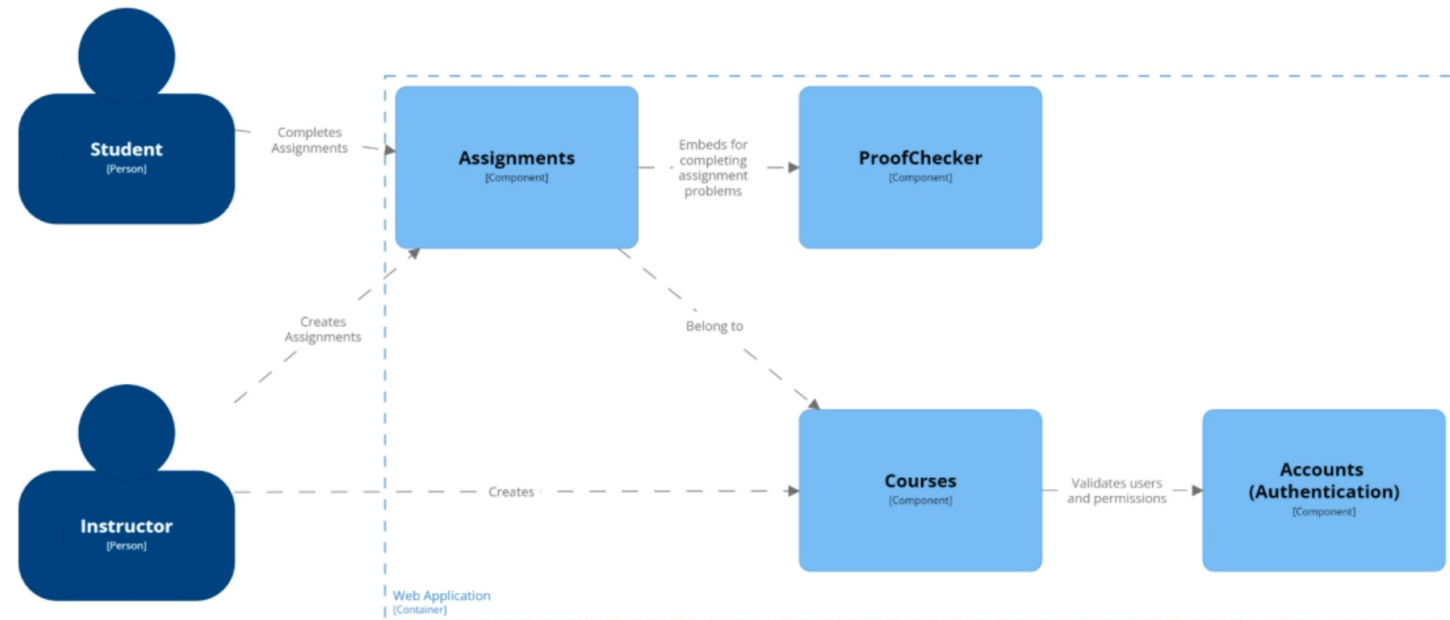 Student
[Person]
Completes
Assignments
Assignments
[Component]
Embeds for
completing
assignment
problems
ProofChecker
[Component]
Creates
Assignments
Belong to
Instructor
[Person]
Creates
Courses
[Component]
Validates users
and permissions
Accounts
(Authentication)
[Component]
Web Application
[Container]